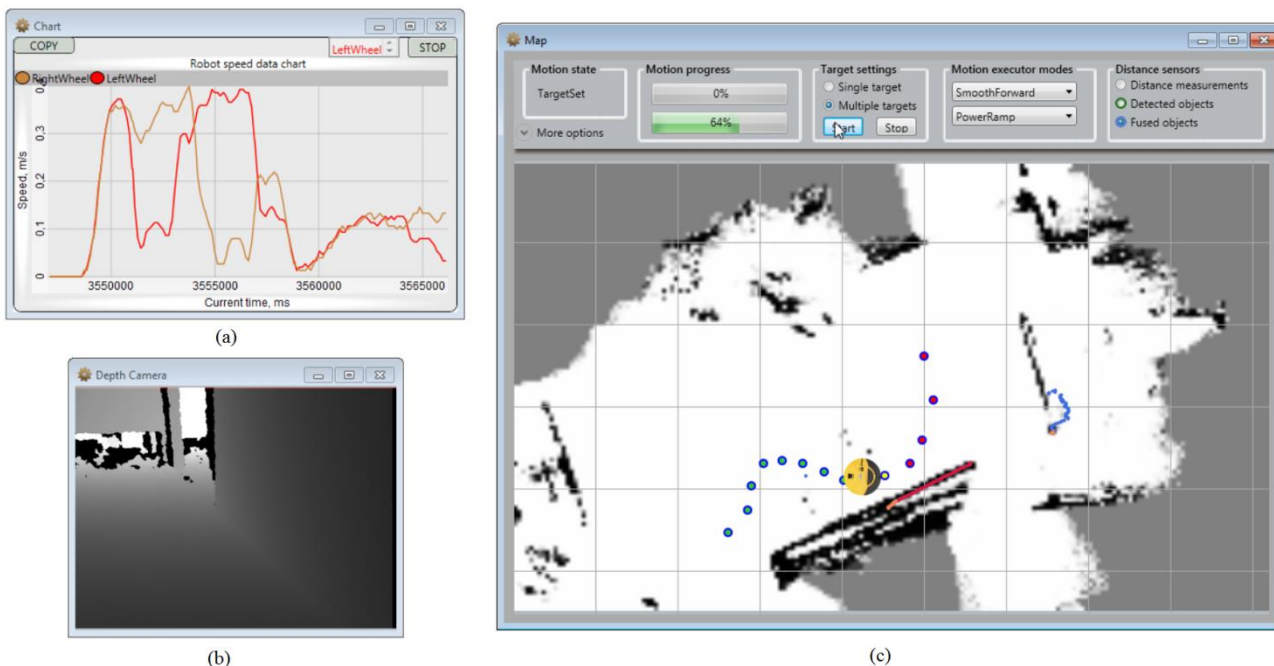 Chart
COPY
LeftWheel
STOP
Robot speed data chart
RightWheel LeftWheel
0,3
0,2
0,1
0
Speed, m/s
3550000 3555000 3560000 3565000
Current time, ms
(a)
Depth Camera
(b)
Map
Motion state
TargetSet
More options
Motion progress
0%
64%
Target settings
Single target
Multiple targets
Stop
Motion executor modes
SmoothForward
PowerRamp
Distance sensors
Distance measurements
Detected objects
Fused objects
(c)